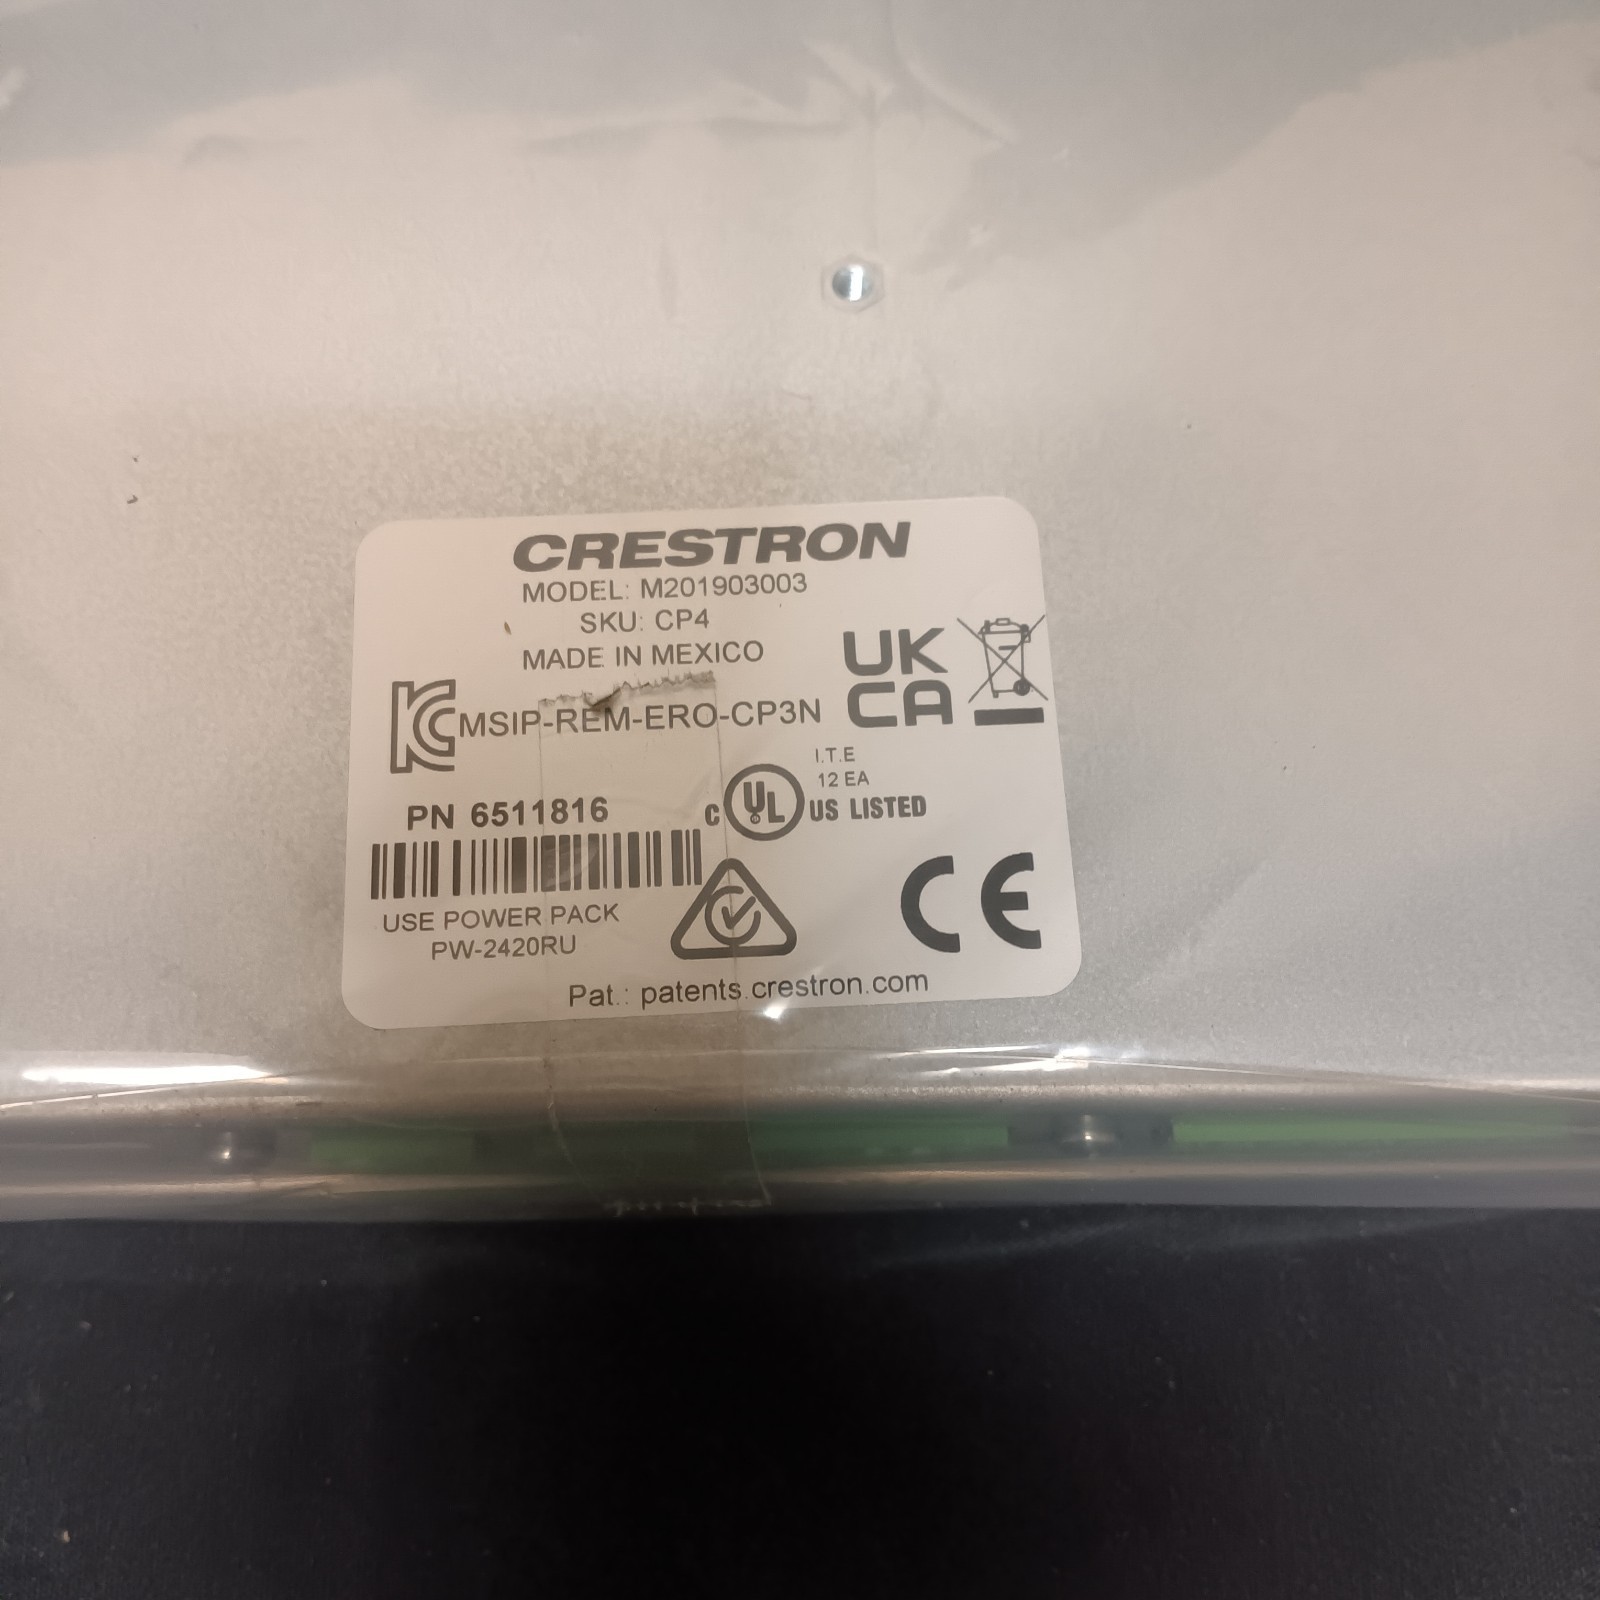 CRESTRON
MODEL: M201903003
SKU: CP4
MADE IN MEXICO
UK
CA
MSIP-REM-ERO-CP3N
I.T.E
12 EA
PN 6511816
C UL US LISTED
USE POWER PACK
PW-2420RU
CE
Pat.: patents.crestron.com